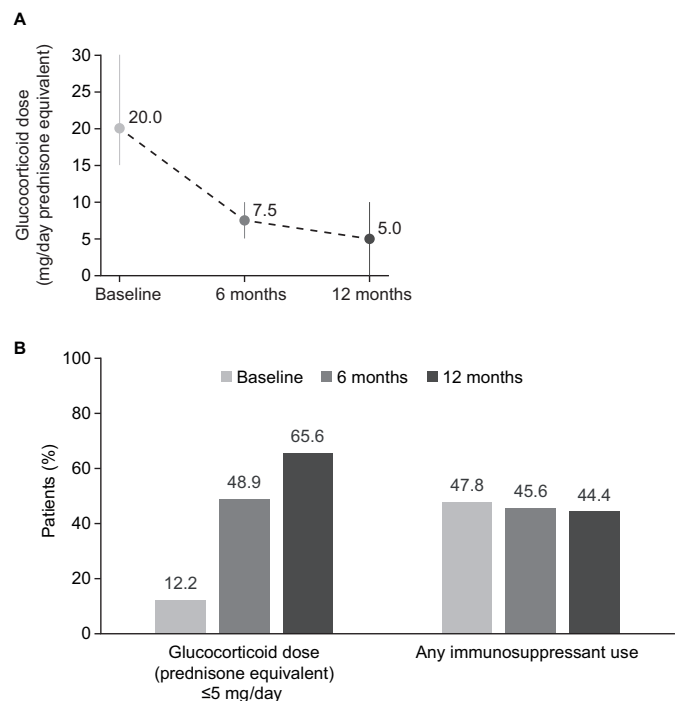 A
Glucocorticoid dose
(mg/day prednisone equivalent)
30
25
20
15
10
5
0
20.0
7.5
5.0
Baseline
6 months
12 months
B
Patients (%)
100
80
60
40
20
0
Baseline
6 months
12 months
12.2
48.9
65.6
47.8
45.6
44.4
Glucocorticoid dose
(prednisone equivalent)
≤5 mg/day
Any immunosuppressant use